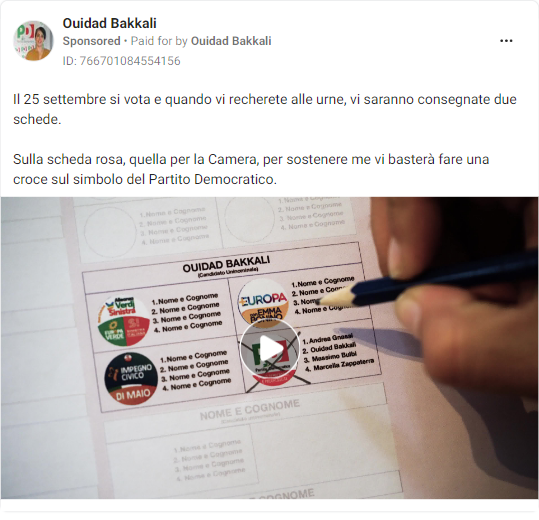 Ouidad Bakkali
Sponsored • Paid for by Ouidad Bakkali
ID: 766701084554156
Il 25 settembre si vota e quando vi recherete alle urne, vi saranno consegnate due
schede.
Sulla scheda rosa, quella per la Camera, per sostenere me vi basterà fare una
croce sul simbolo del Partito Democratico.
1.Nome e Cognome
2. Nome e Cognome
3. Nome e Cognome
4. Nome e Cognome
1.Nome e Cognome
2. Nome e Cognome
3. Nome e Cognome
4. Nome e Cognome
OUIDAD BAKKALI
(Candidato Uninominale)
Alleanza
Verdi
Sinistra
EUROPA
VERDE
1.Nome e Cognome
2. Nome e Cognome
3. Nome e Cognome
4. Nome e Cognome
+EUROPA
EMMA
BONINO
1.Nome e Cognome
2. Nome e
3. Nome
4. Nome e Cognome
IMPEGNO
CIVICO
DI MAIO
1.Nome e Cognome
2. Nome e Cognome
3. Nome e Cognome
4. Nome e Cognome
PD
1. Andrea Gnassi
2. Ouidad Bakkali
3. Massimo Bulbi
4. Marcella Zappaterra
NOME E COGNOME
(Candidato Uninominale)
1.Nome e Cognome
2. Nome e Cognome
3. Nome e Cognome
4. Nome e Cognome
NOME E COGNOME